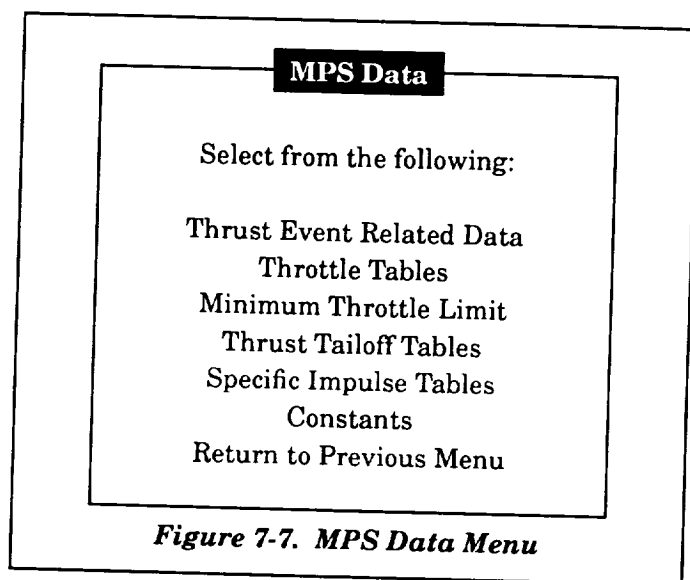 MPS Data
Select from the following:
Thrust Event Related Data
Throttle Tables
Minimum Throttle Limit
Thrust Tailoff Tables
Specific Impulse Tables
Constants
Return to Previous Menu
Figure 7-7. MPS Data Menu